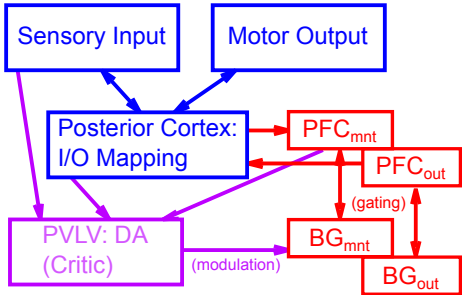 Sensory Input
Motor Output
Posterior Cortex:
I/O Mapping
PFCmnt
PFCout
(gating)
PVLV: DA
(Critic)
(modulation)
BGmnt
BGout